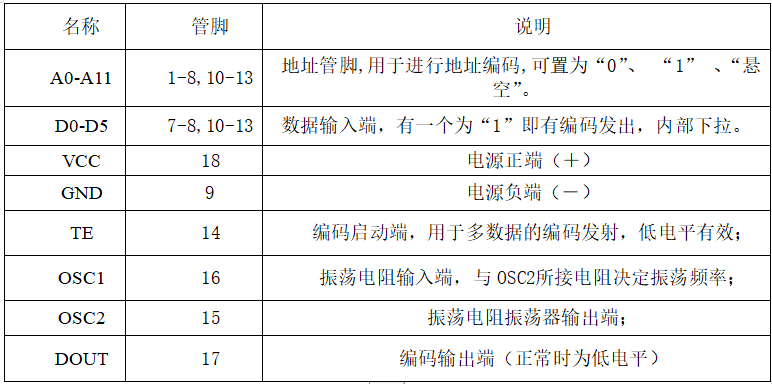 名称 管脚 说明
A0-A11 1-8,10-13 地址管脚,用于进行地址编码,可置为“0”、 “1” 、“悬
空”。
D0-D5 7-8,10-13 数据输入端，有一个为“1”即有编码发出，内部下拉。
VCC 18 电源正端（＋）
GND 9 电源负端（－）
TE 14 编码启动端，用于多数据的编码发射，低电平有效；
OSC1 16 振荡电阻输入端，与OSC2所接电阻决定振荡频率；
OSC2 15 振荡电阻振荡器输出端；
DOUT 17 编码输出端（正常时为低电平）